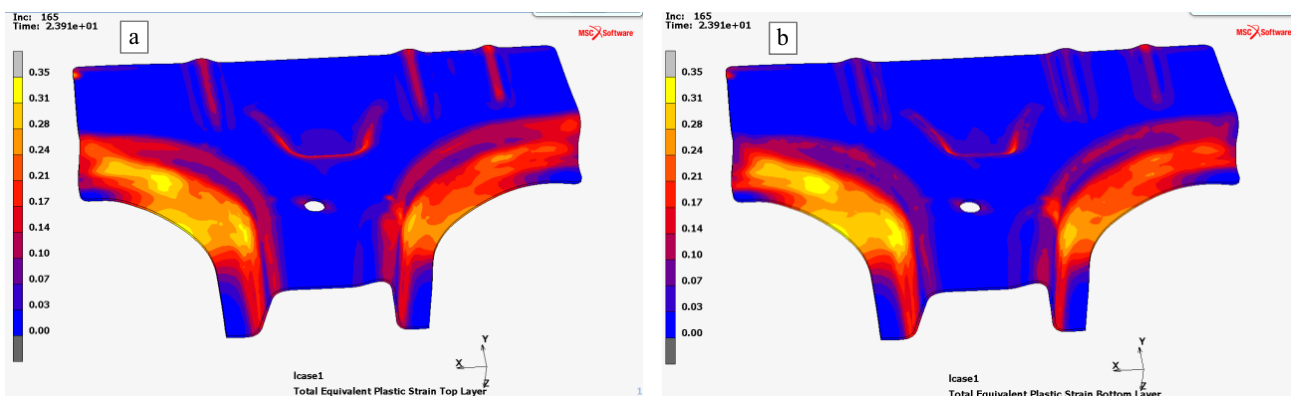 Inc: 165
Time: 2.391e+01
a
MSC Software
0.35
0.31
0.28
0.24
0.21
0.17
0.14
0.10
0.07
0.03
0.00
Y
X
Z
lcase1
Total Equivalent Plastic Strain Top Layer
1
Inc: 165
Time: 2.391e+01
b
MSC Software
0.35
0.31
0.28
0.24
0.21
0.17
0.14
0.10
0.07
0.03
0.00
Y
X
Z
lcase1
Total Equivalent Plastic Strain Bottom Layer